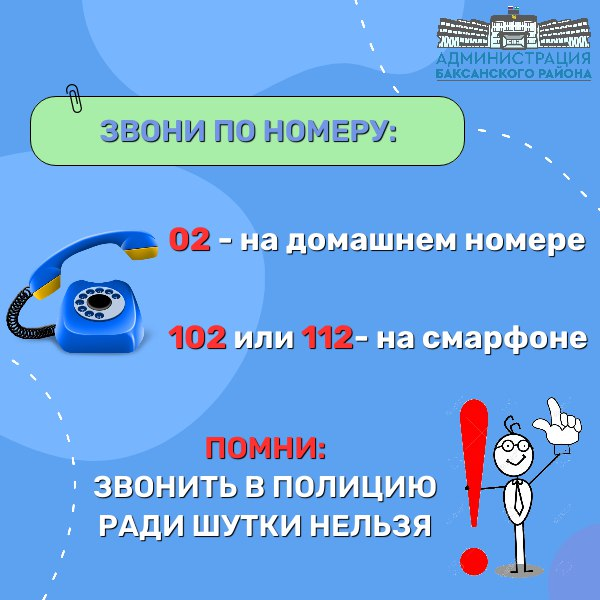 АДМИНИСТРАЦИЯ
БАКСАНСКОГО РАЙОНА
ЗВОНИ ПО НОМЕРУ:
02 - на домашнем номере
102 или 112- на смарфоне
ПОМНИ:
ЗВОНИТЬ В ПОЛИЦИЮ
РАДИ ШУТКИ НЕЛЬЗЯ